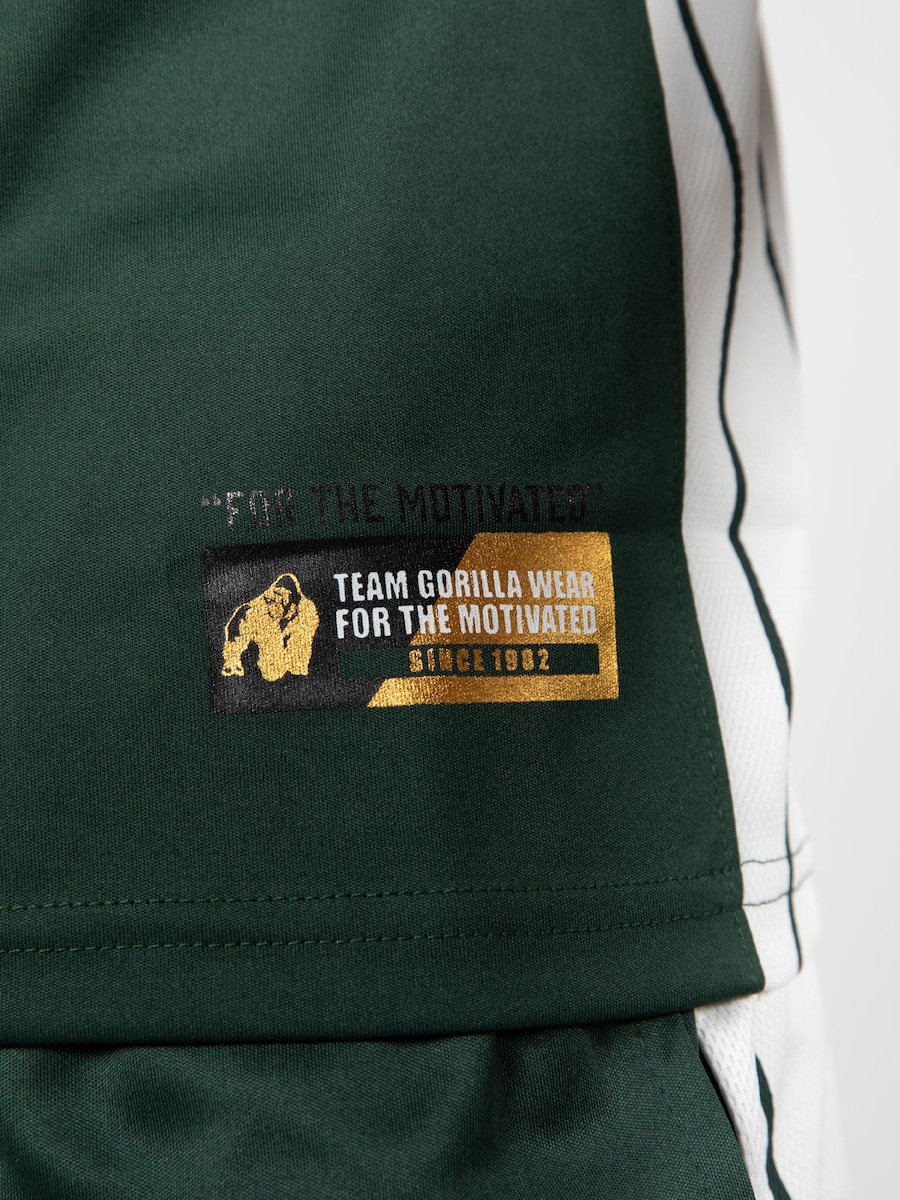 “FOR THE MOTIVATED”
TEAM GORILLA WEAR
FOR THE MOTIVATED
SINCE 1982